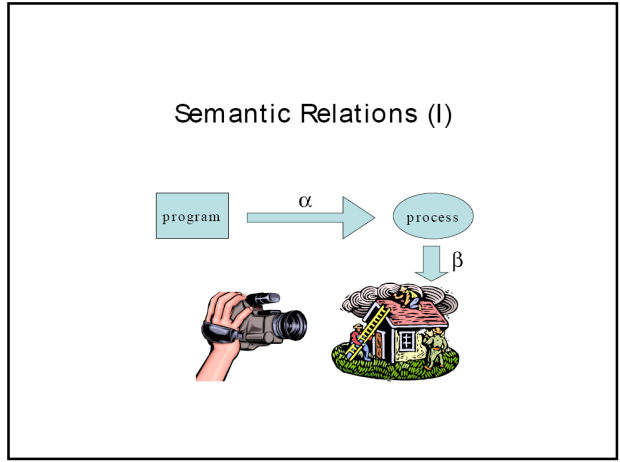 Semantic Relations (I)
α
program
process
β